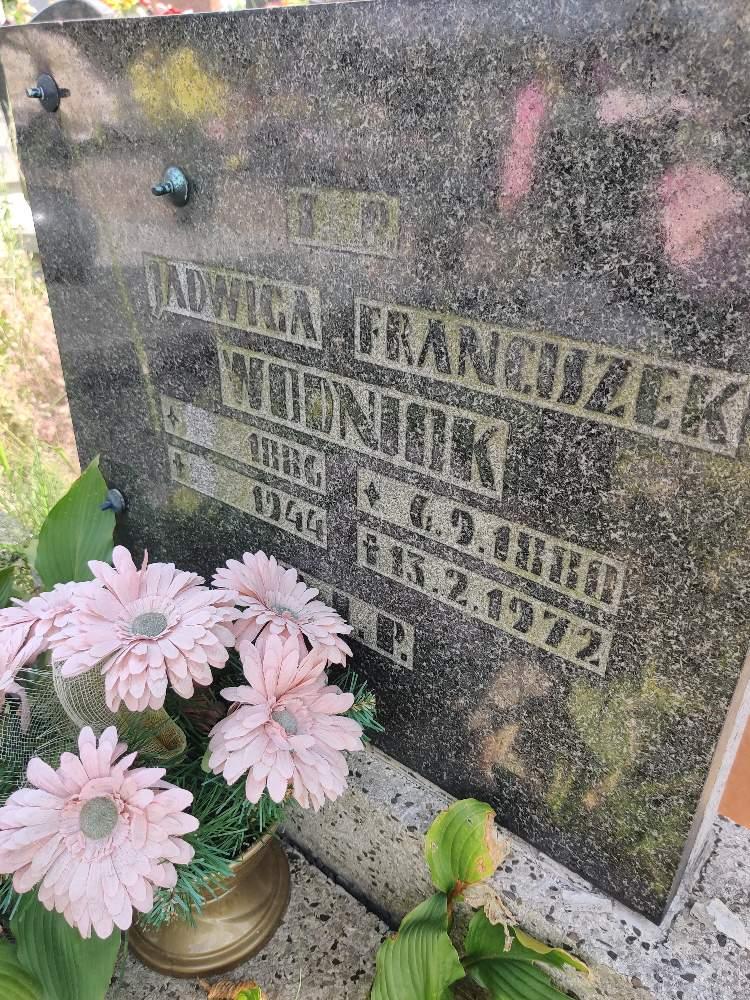 Ś P.
JADWIGA FRANCISZEK
WODNIOK
1886 6.9.1880
1944 †13.2.1972
P.